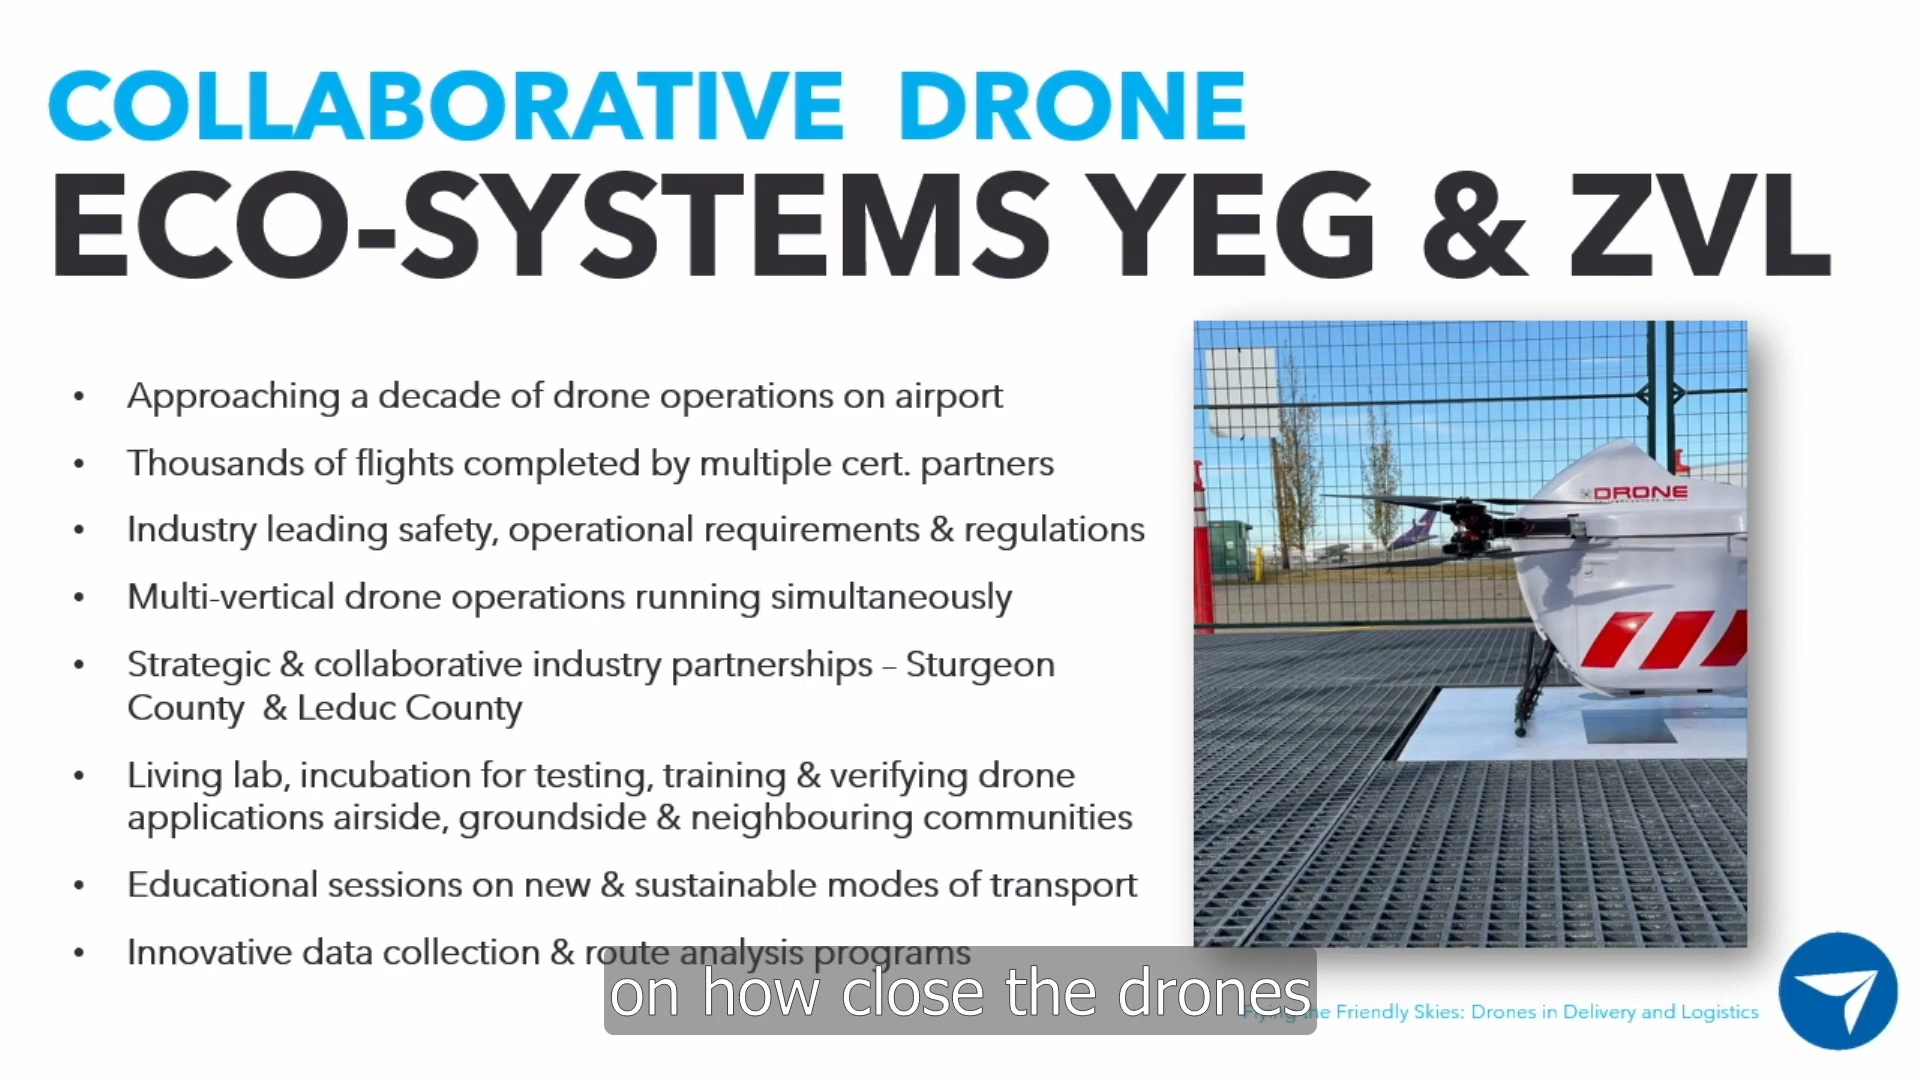 COLLABORATIVE DRONE
ECO-SYSTEMS YEG & ZVL
• Approaching a decade of drone operations on airport
• Thousands of flights completed by multiple cert. partners
• Industry leading safety, operational requirements & regulations
• Multi-vertical drone operations running simultaneously
• Strategic & collaborative industry partnerships – Sturgeon
County & Leduc County
• Living lab, incubation for testing, training & verifying drone
applications airside, groundside & neighbouring communities
• Educational sessions on new & sustainable modes of transport
• Innovative data collection & route analysis programs
DRONE
on how close the drones
Flying the Friendly Skies: Drones in Delivery and Logistics